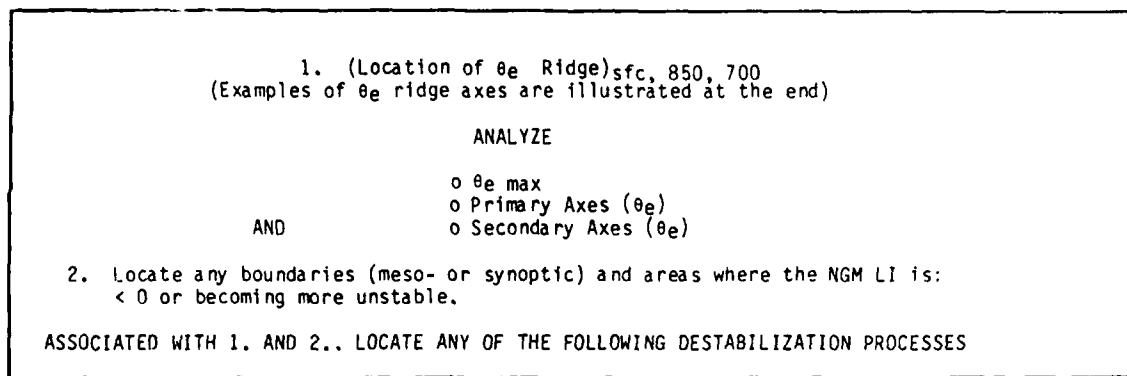 1. (Location of θe Ridge)sfc, 850, 700
(Examples of θe ridge axes are illustrated at the end)
ANALYZE
o θe max
o Primary Axes (θe)
AND o Secondary Axes (θe)
2. Locate any boundaries (meso- or synoptic) and areas where the NGM LI is:
< 0 or becoming more unstable.
ASSOCIATED WITH 1. AND 2.. LOCATE ANY OF THE FOLLOWING DESTABILIZATION PROCESSES